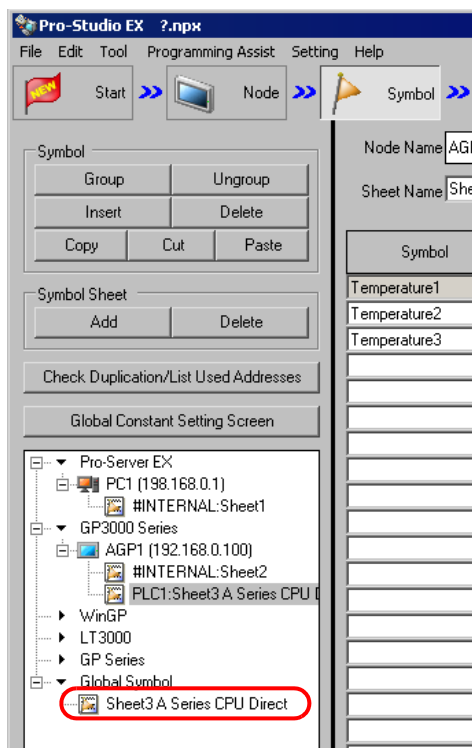 Pro-Studio EX ?.npx
File Edit Tool Programming Assist Setting Help
NEW Start Node Symbol
Node Name AG
Sheet Name She
Symbol
Group Ungroup
Insert Delete
Copy Cut Paste
Symbol Sheet
Add Delete
Check Duplication/List Used Addresses
Global Constant Setting Screen
Pro-Server EX
PC1 (198.168.0.1)
#INTERNAL:Sheet1
GP3000 Series
AGP1 (192.168.0.100)
#INTERNAL:Sheet2
PLC1:Sheet3 A Series CPU D
WinGP
LT3000
GP Series
Global Symbol
Sheet3 A Series CPU Direct
Symbol
Temperature1
Temperature2
Temperature3